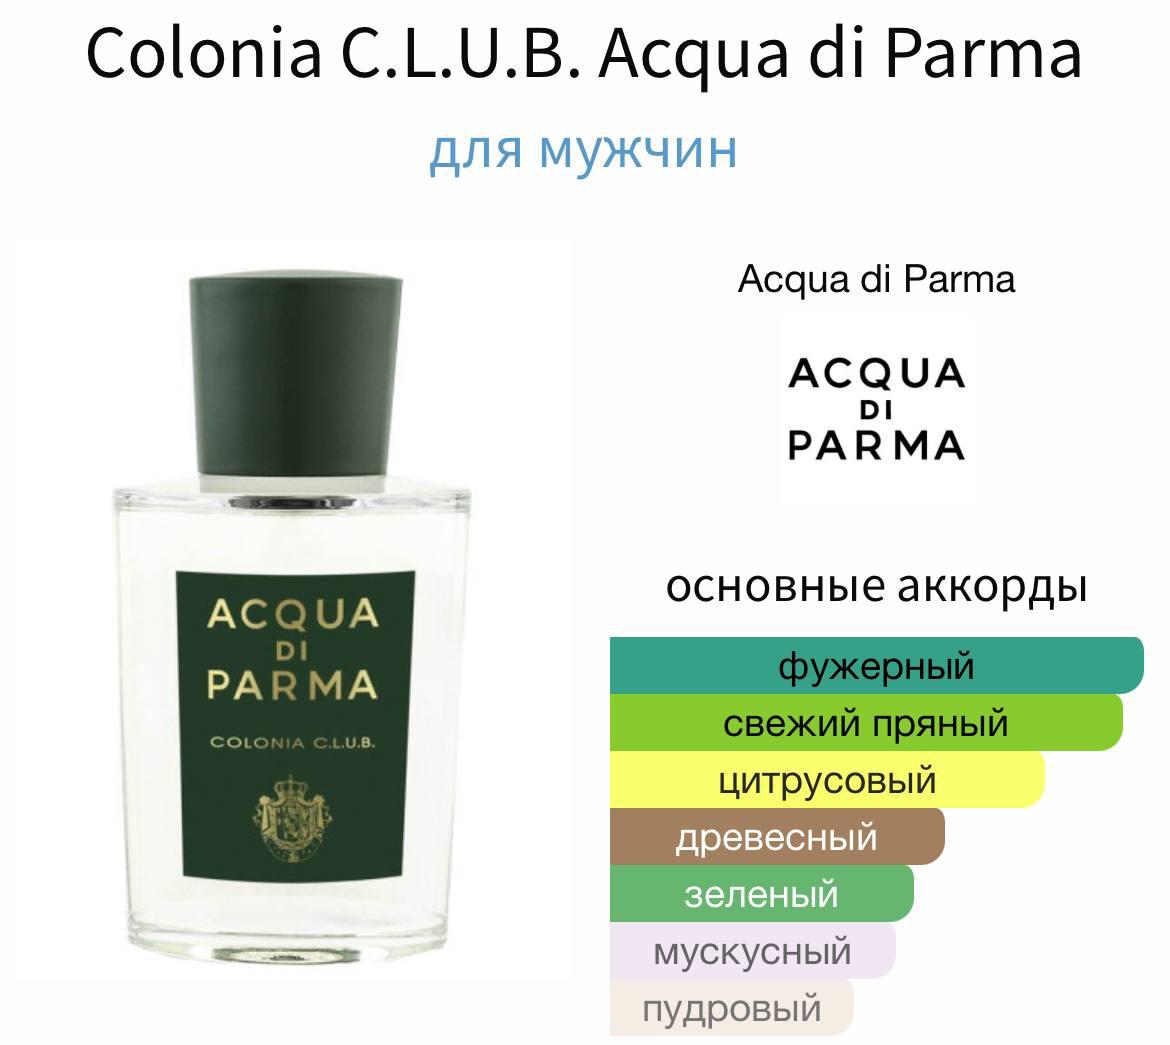 Colonia C.L.U.B. Acqua di Parma
для мужчин
Acqua di Parma
ACQUA
DI
PARMA
ACQUA
DI
PARMA
COLONIA C.L.U.B.
основные аккорды
фужерный
свежий пряный
цитрусовый
древесный
зеленый
мускусный
пудровый